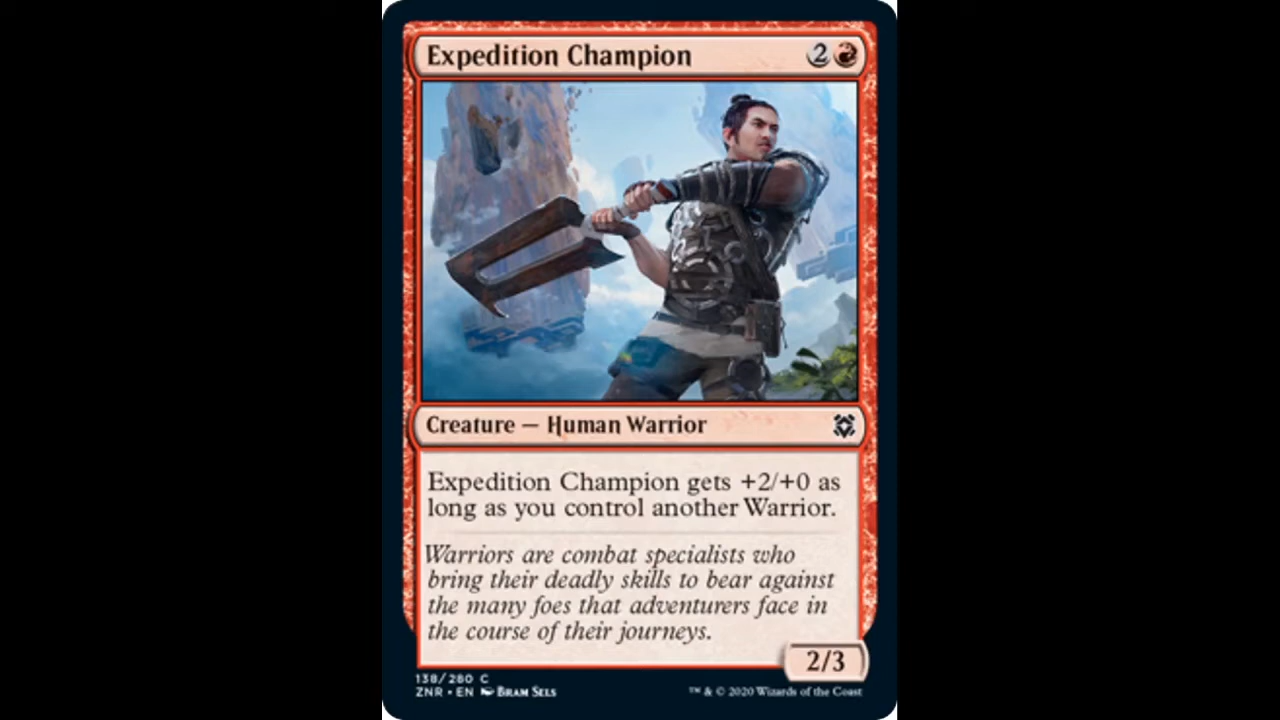 Expedition Champion 2
Creature — Human Warrior
Expedition Champion gets +2/+0 as
long as you control another Warrior.
Warriors are combat specialists who
bring their deadly skills to bear against
the many foes that adventurers face in
the course of their journeys.
2/3
138/280 C
ZNR • EN Bram Sels
™ & © 2020 Wizards of the Coast